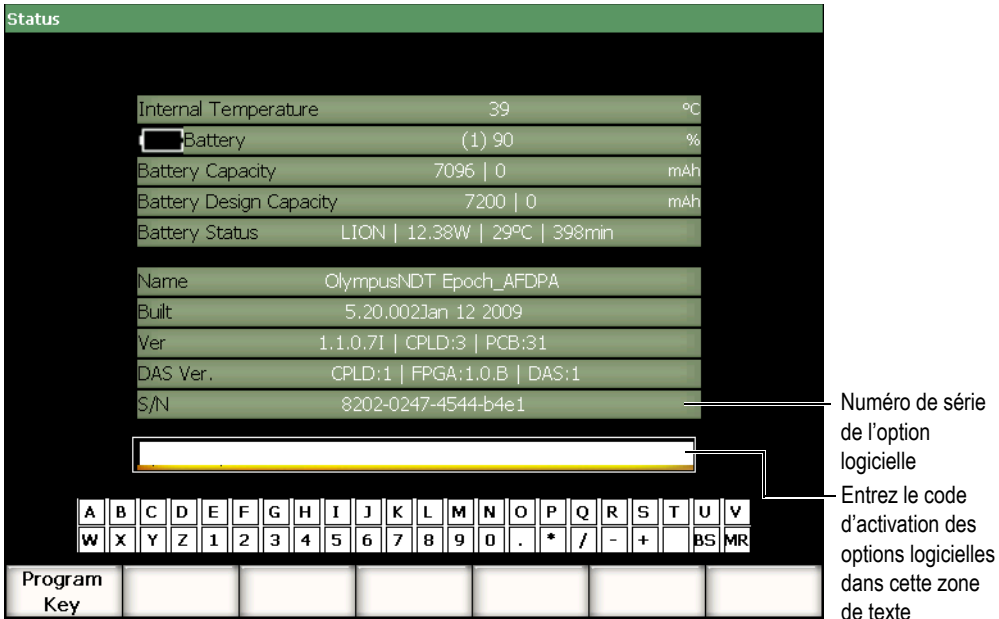 Status
Internal Temperature 39 ºC
Battery (1) 90 %
Battery Capacity 7096 | 0 mAh
Battery Design Capacity 7200 | 0 mAh
Battery Status LION | 12.38W | 29ºC | 398min
Name OlympusNDT Epoch_AFDPA
Built 5.20.002Jan 12 2009
Ver 1.1.0.7I | CPLD:3 | PCB:31
DAS Ver. CPLD:1 | FPGA:1.0.B | DAS:1
S/N 8202-0247-4544-b4e1
Numéro de série
de l'option
logicielle
Entrez le code
d'activation des
options logicielles
dans cette zone
de texte
A B C D E F G H I J K L M N O P Q R S T U V
W X Y Z 1 2 3 4 5 6 7 8 9 0 . * / - + BS MR
Program
Key